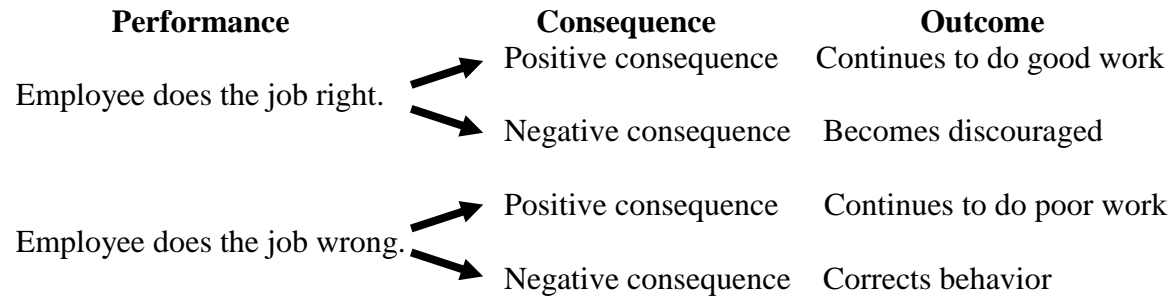 Performance Consequence Outcome
Positive consequence Continues to do good work
Employee does the job right.
Negative consequence Becomes discouraged
Positive consequence Continues to do poor work
Employee does the job wrong.
Negative consequence Corrects behavior